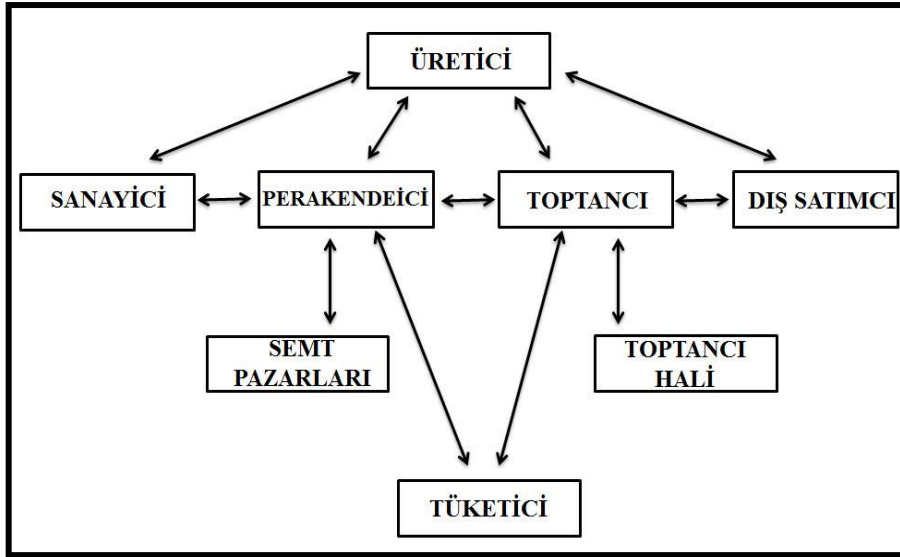 ÜRETİCİ
SANAYİCİ
PERAKENDEİCİ
TOPTANCI
DIŞ SATIMCI
SEMT
PAZARLARI
TOPTANCI
HALİ
TÜKETİCİ